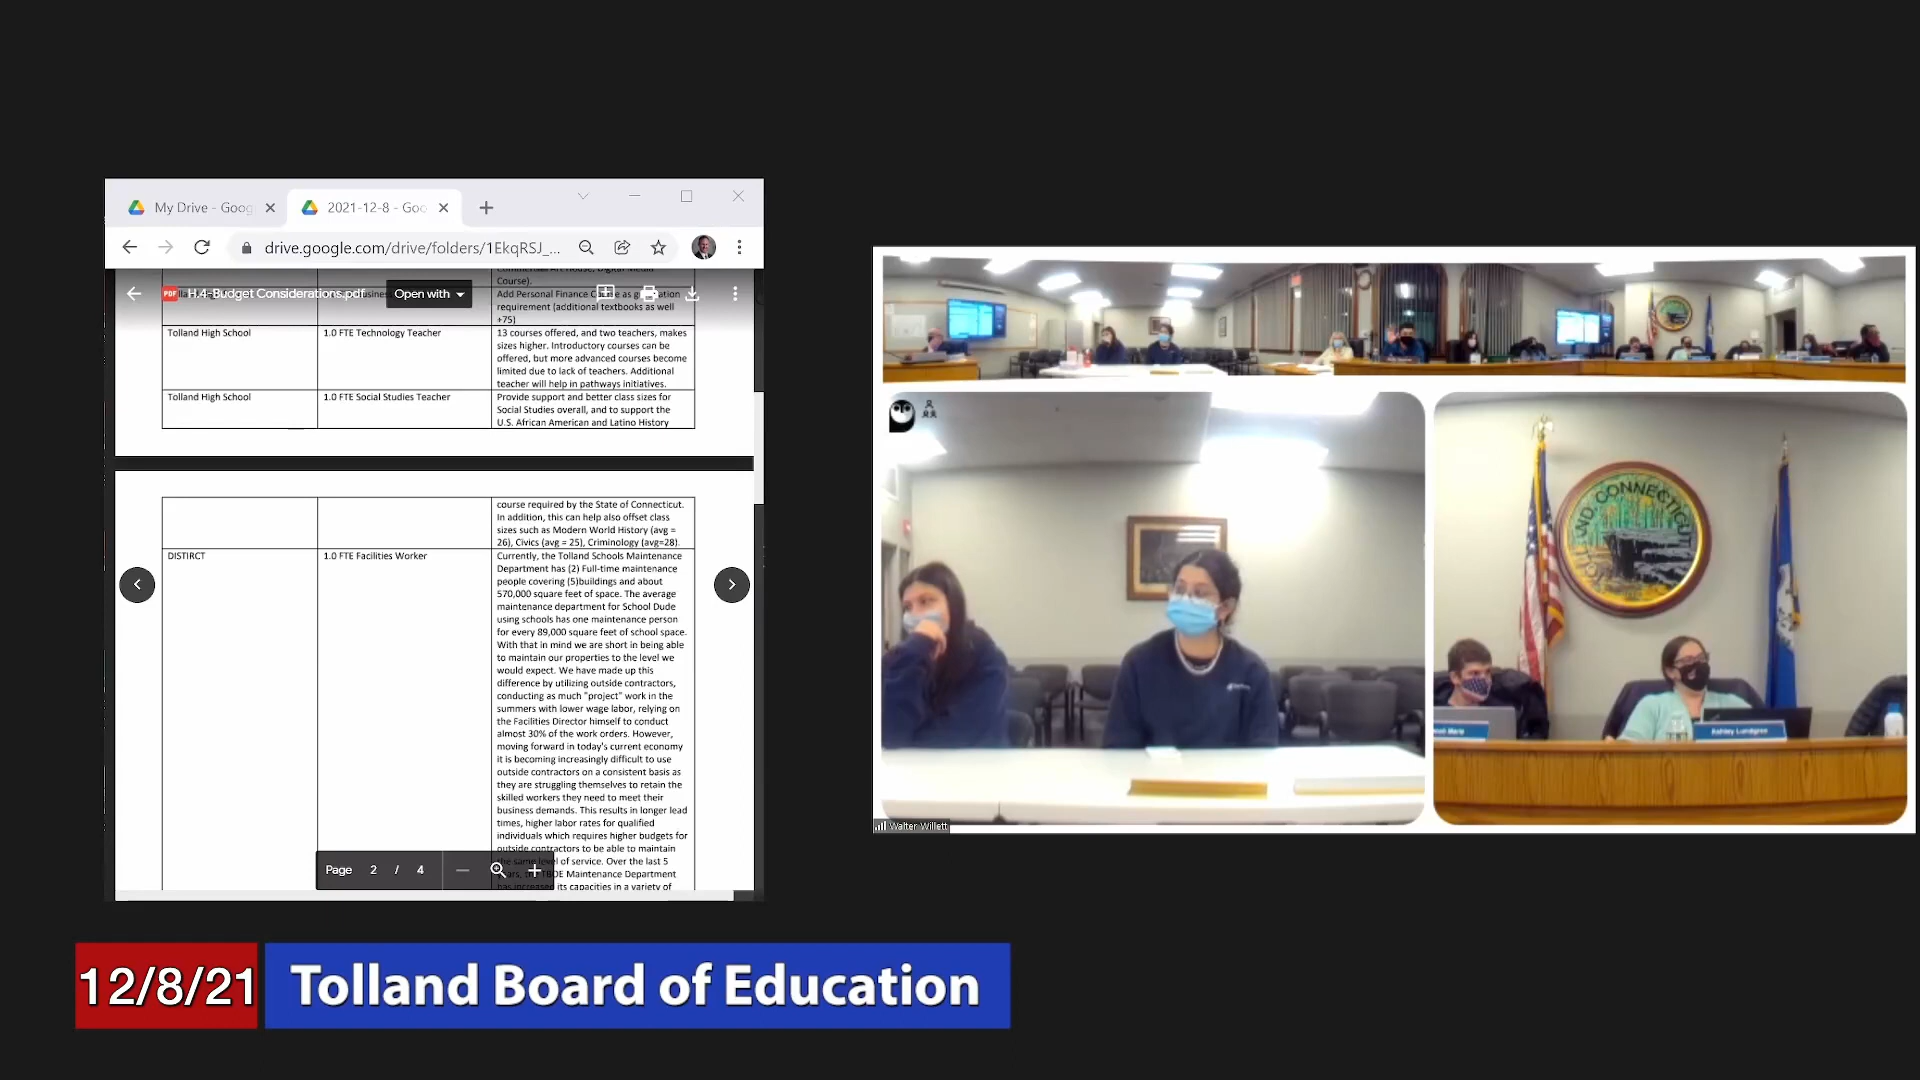 My Drive - Goog
2021-12-8 - Goo
drive.google.com/drive/folders/1EkqRSJ_...
Course).
PDF H.4-Budget Considerations.pdf
Open with
Add Personal Finance as graduation
requirement (additional textbooks as well
+75)
Tolland High School
1.0 FTE Technology Teacher
13 courses offered, and two teachers, makes
sizes higher. Introductory courses can be
offered, but more advanced courses become
limited due to lack of teachers. Additional
teacher will help in pathways initiatives.
Tolland High School
1.0 FTE Social Studies Teacher
Provide support and better class sizes for
Social Studies overall, and to support the
U.S. African American and Latino History
course required by the State of Connecticut.
In addition, this can help also offset class
sizes such as Modern World History (avg =
26), Civics (avg = 25), Criminology (avg=28).
DISTIRCT
1.0 FTE Facilities Worker
Currently, the Tolland Schools Maintenance
Department has (2) Full-time maintenance
people covering (5)buildings and about
570,000 square feet of space. The average
maintenance department for School Dude
using schools has one maintenance person
for every 89,000 square feet of school space.
With that in mind we are short in being able
to maintain our properties to the level we
would expect. We have made up this
difference by utilizing outside contractors,
conducting as much "project" work in the
summers with lower wage labor, relying on
the Facilities Director himself to conduct
almost 30% of the work orders. However,
moving forward in today's current economy
it is becoming increasingly difficult to use
outside contractors on a consistent basis as
they are struggling themselves to retain the
skilled workers they need to meet their
business demands. This results in longer lead
times, higher labor rates for qualified
individuals which requires higher budgets for
outside contractors to be able to maintain
the same level of service. Over the last 5
years, the TBOE Maintenance Department
has increased its capacities in a variety of
Page 2 / 4
TOLLAND, CONNECTICUT
Ashley Lundgren
Walter Willett
12/8/21
Tolland Board of Education